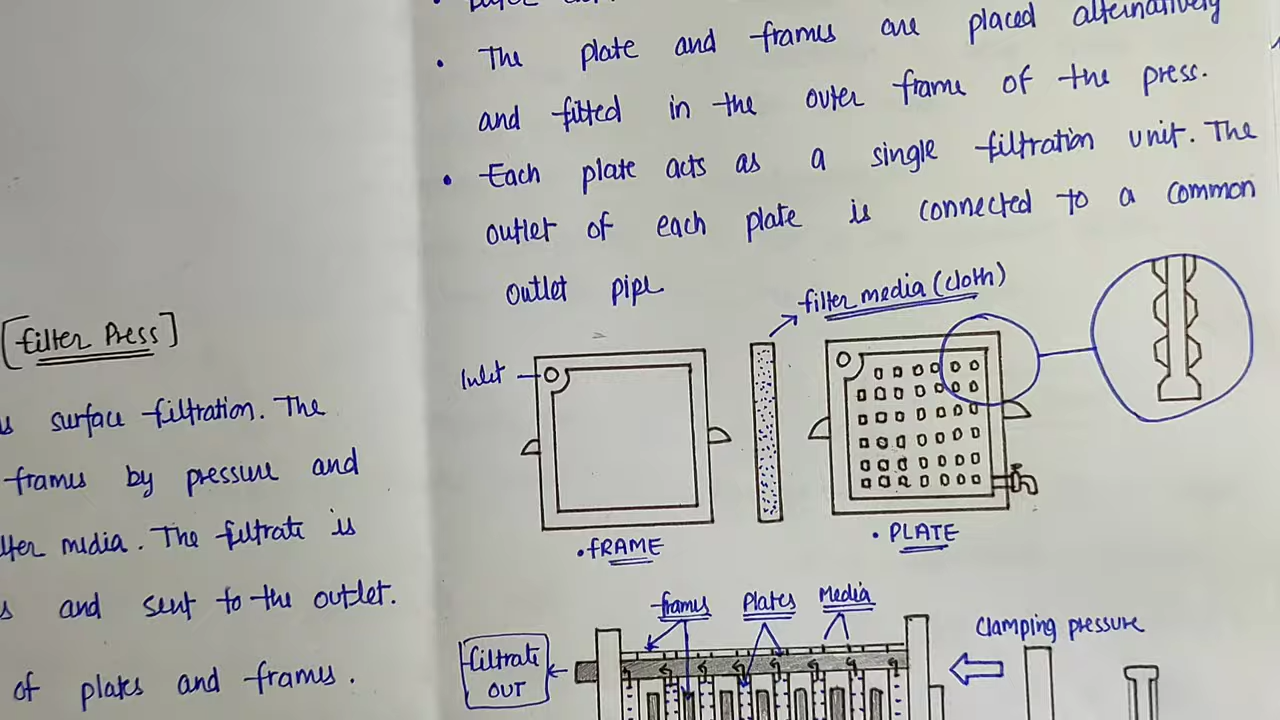 [Filter Press]
surface filtration. The
frames by pressure and
media. The filtrate is
and sent to the outlet.
of plates and frames.
• The plate and frames are placed alternatively
and fitted in the outer frame of the press.
• Each plate acts as a single filtration unit. The
outlet of each plate is connected to a common
outlet pipe
filter media (cloth)
Inlet
• FRAME
• PLATE
frames Plates Media
Clamping pressure
Filtrate
OUT